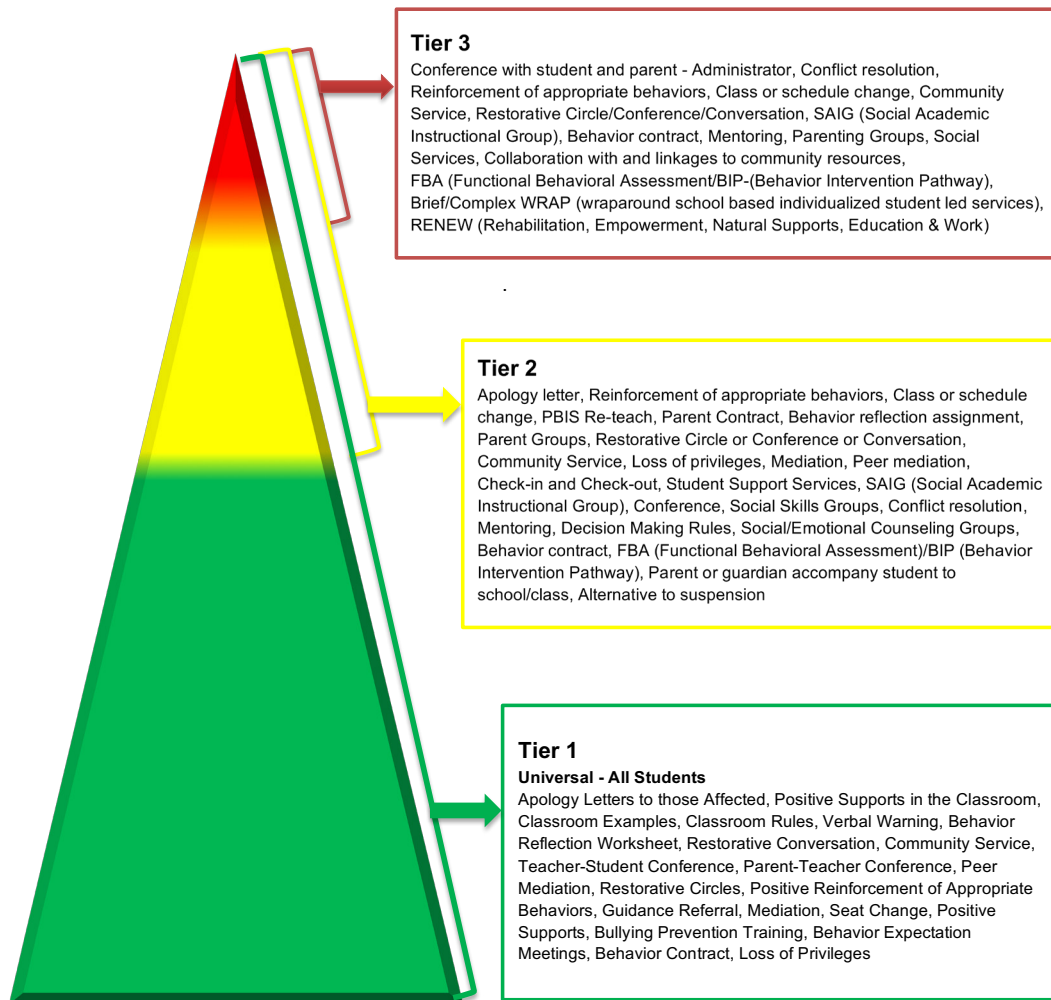 Tier 3
Conference with student and parent - Administrator, Conflict resolution,
Reinforcement of appropriate behaviors, Class or schedule change, Community
Service, Restorative Circle/Conference/Conversation, SAIG (Social Academic
Instructional Group), Behavior contract, Mentoring, Parenting Groups, Social
Services, Collaboration with and linkages to community resources,
FBA (Functional Behavioral Assessment/BIP-(Behavior Intervention Pathway),
Brief/Complex WRAP (wraparound school based individualized student led services),
RENEW (Rehabilitation, Empowerment, Natural Supports, Education & Work)
.
Tier 2
Apology letter, Reinforcement of appropriate behaviors, Class or schedule
change, PBIS Re-teach, Parent Contract, Behavior reflection assignment,
Parent Groups, Restorative Circle or Conference or Conversation,
Community Service, Loss of privileges, Mediation, Peer mediation,
Check-in and Check-out, Student Support Services, SAIG (Social Academic
Instructional Group), Conference, Social Skills Groups, Conflict resolution,
Mentoring, Decision Making Rules, Social/Emotional Counseling Groups,
Behavior contract, FBA (Functional Behavioral Assessment)/BIP (Behavior
Intervention Pathway), Parent or guardian accompany student to
school/class, Alternative to suspension
Tier 1
Universal - All Students
Apology Letters to those Affected, Positive Supports in the Classroom,
Classroom Examples, Classroom Rules, Verbal Warning, Behavior
Reflection Worksheet, Restorative Conversation, Community Service,
Teacher-Student Conference, Parent-Teacher Conference, Peer
Mediation, Restorative Circles, Positive Reinforcement of Appropriate
Behaviors, Guidance Referral, Mediation, Seat Change, Positive
Supports, Bullying Prevention Training, Behavior Expectation
Meetings, Behavior Contract, Loss of Privileges